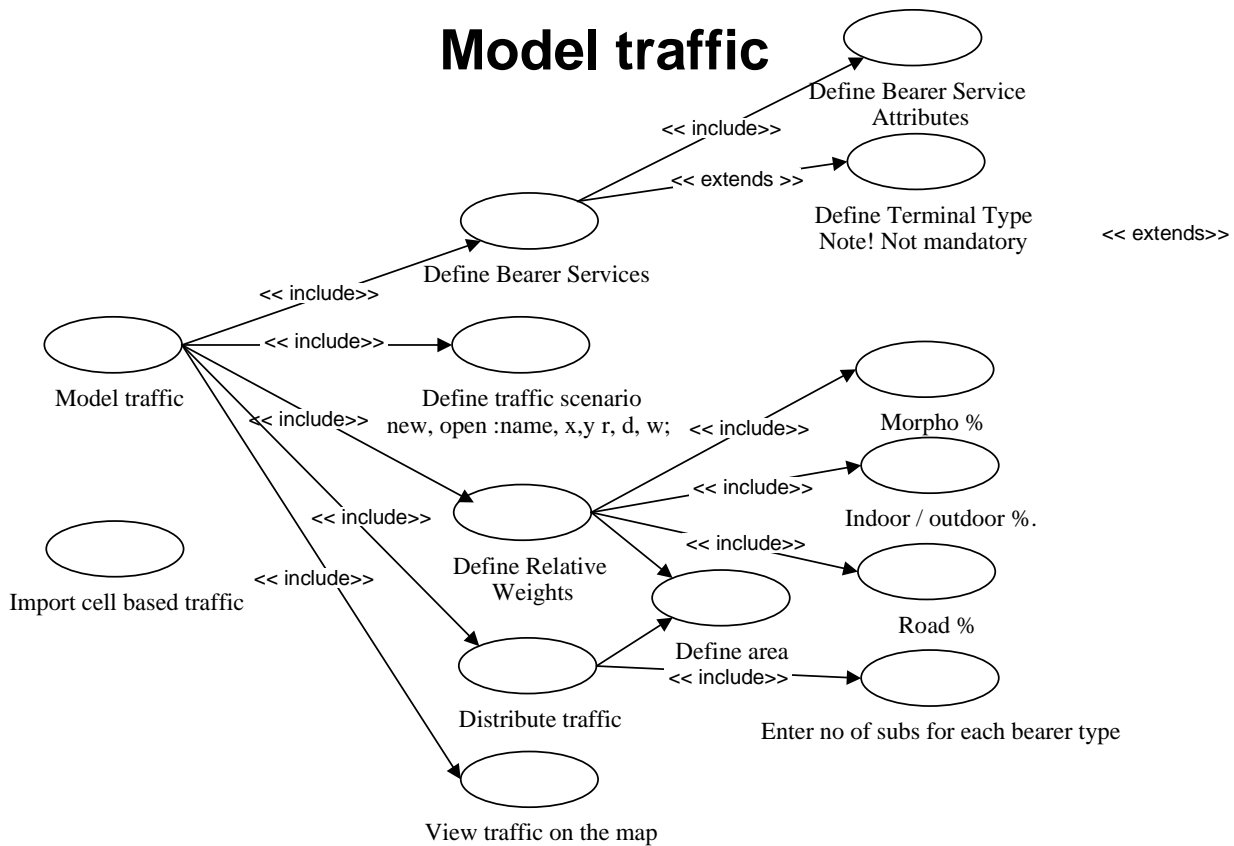 Model traffic
Define Bearer Service
Attributes
<< include>>
<< extends >>
Define Terminal Type
Note! Not mandatory
<< extends>>
Define Bearer Services
<< include>>
<< include>>
Model traffic
Define traffic scenario
new, open :name, x,y r, d, w;
<< include>>
<< include>>
Morpho %
<< include>>
Indoor / outdoor %.
<< include>>
<< include>>
Define Relative
Weights
<< include>>
Import cell based traffic
Road %
Define area
<< include>>
Distribute traffic
Enter no of subs for each bearer type
View traffic on the map